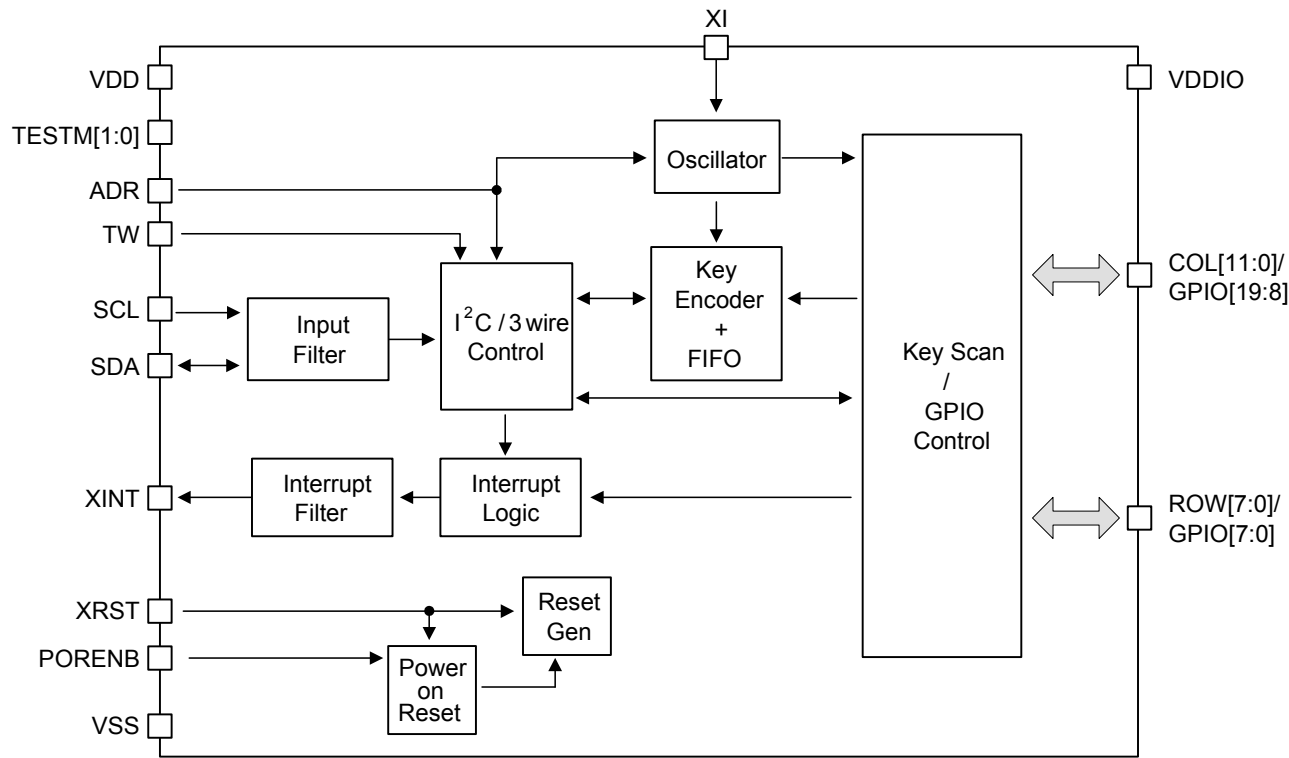 XI
VDD
VDDIO
TESTM[1:0]
Oscillator
ADR
TW
Key
Encoder
+
FIFO
COL[11:0]/
GPIO[19:8]
SCL
Input
Filter
I²C / 3 wire
Control
SDA
Key Scan
/
GPIO
Control
XINT
Interrupt
Filter
Interrupt
Logic
ROW[7:0]/
GPIO[7:0]
XRST
Reset
Gen
PORENB
Power
on
Reset
VSS